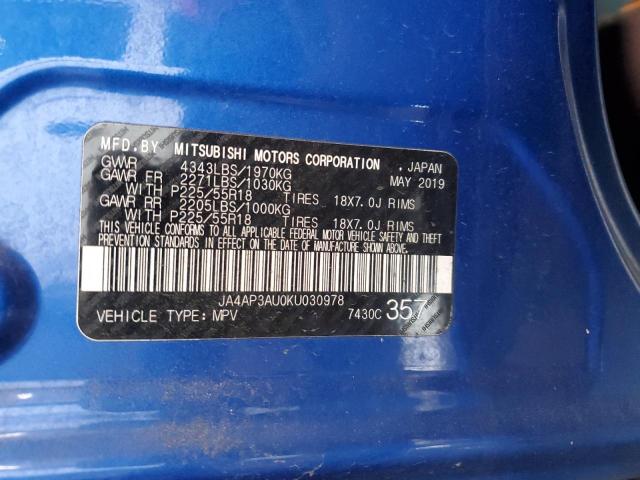 MFD.BY MITSUBISHI MOTORS CORPORATION , JAPAN
GVWR 4343LBS/1970KG MAY 2019
GAWR FR 2271LBS/1030KG
WITH P225/55R18 TIRES 18X7.0J RIMS
GAWR RR 2205LBS/1000KG
WITH P225/55R18 TIRES 18X7.0J RIMS
THIS VEHICLE CONFORMS TO ALL APPLICABLE FEDERAL MOTOR VEHICLE SAFETY AND THEFT
PREVENTION STANDARDS IN EFFECT ON THE DATE OF MANUFACTURE SHOWN ABOVE.
JA4AP3AU0KU030978
VEHICLE TYPE: MPV 7430C 357